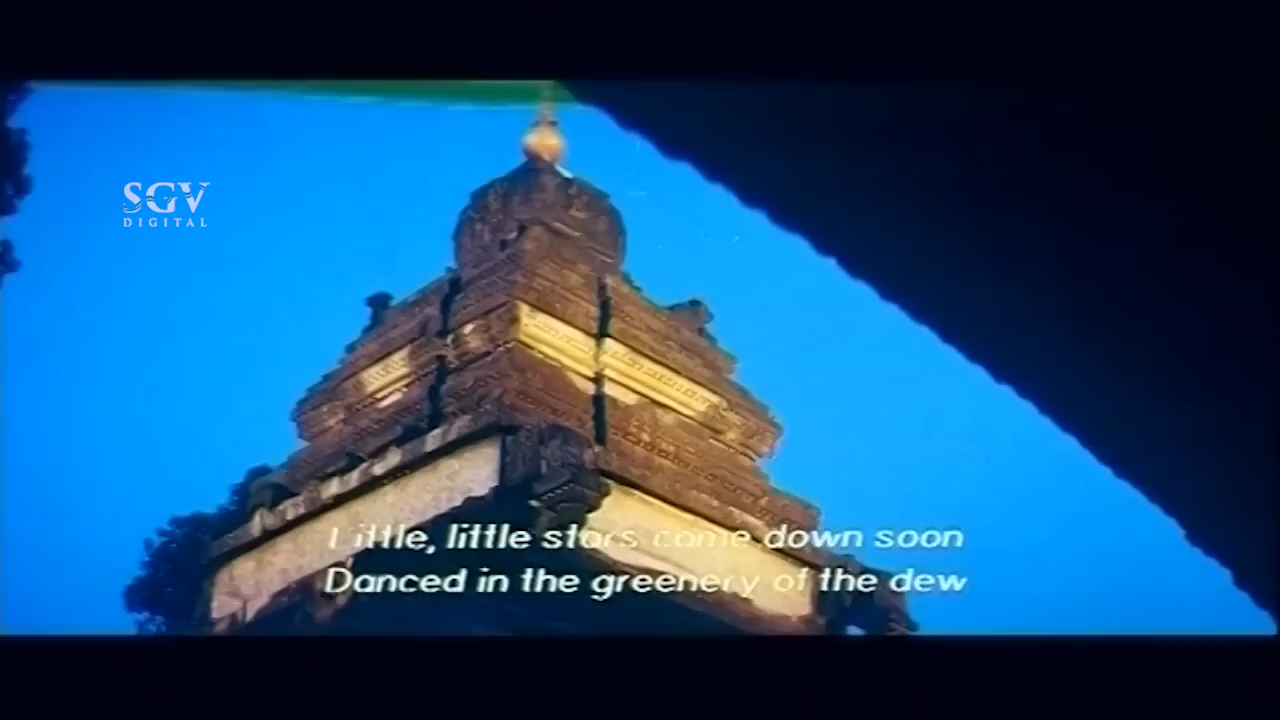 SGV
DIGITAL
Little, little stars come down soon
Danced in the greenery of the dew